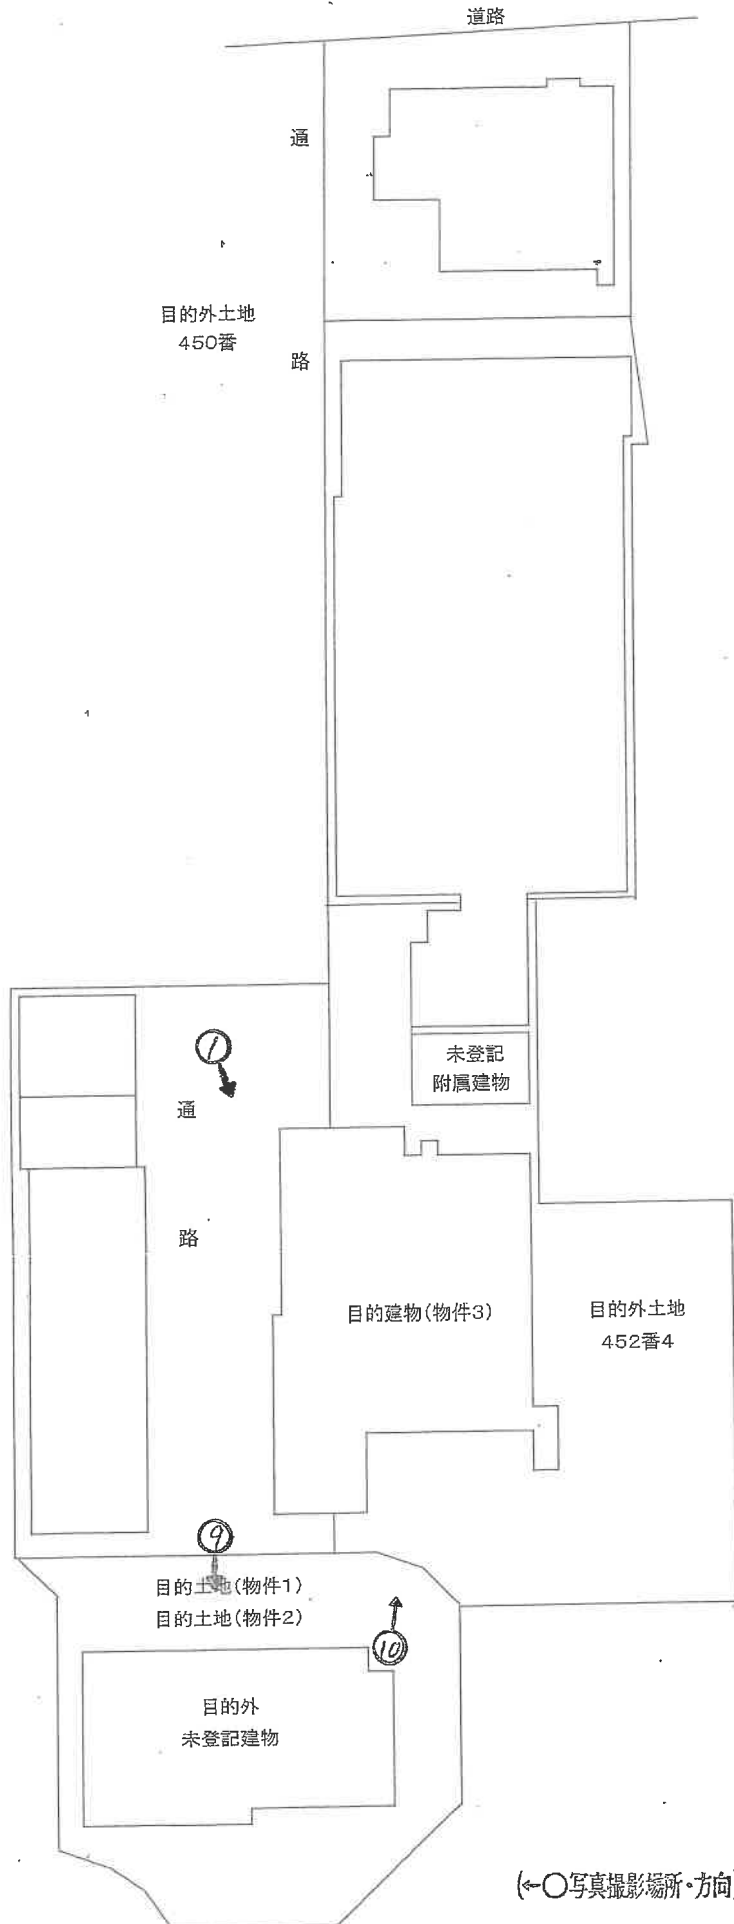 道路
通
路
目的外土地
450番
未登記
附属建物
①
通
路
目的建物(物件3)
目的外土地
452番4
⑨
目的土地(物件1)
目的土地(物件2)
⑩
目的外
未登記建物
(←○写真撮影場所・方向)